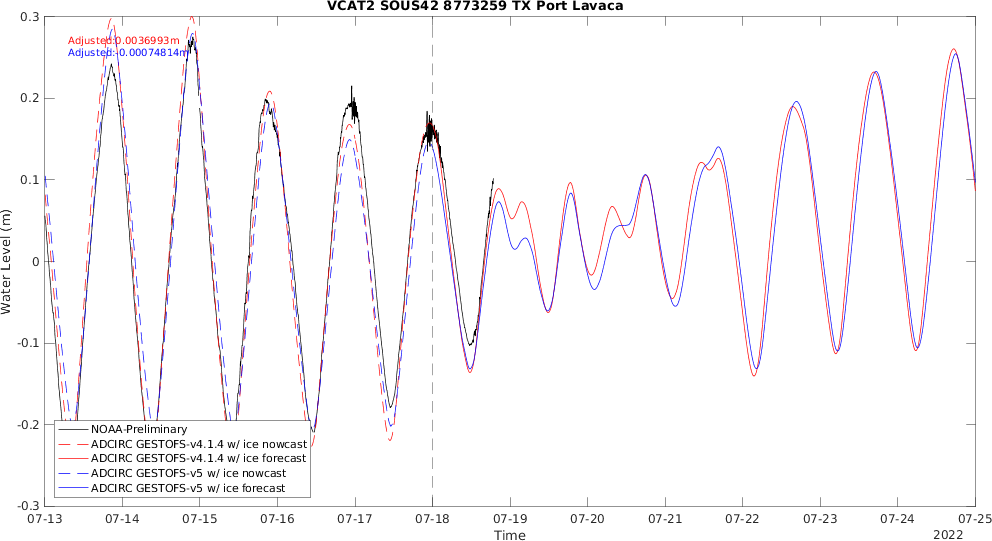 VCAT2 SOUS42 8773259 TX Port Lavaca
Adjusted:0.0036993m
Adjusted:-0.00074814m
Water Level (m)
0.3
0.2
0.1
0
-0.1
-0.2
-0.3
NOAA-Preliminary
ADCIRC GESTOFS-v4.1.4 w/ ice nowcast
ADCIRC GESTOFS-v4.1.4 w/ ice forecast
ADCIRC GESTOFS-v5 w/ ice nowcast
ADCIRC GESTOFS-v5 w/ ice forecast
07-13 07-14 07-15 07-16 07-17 07-18 07-19 07-20 07-21 07-22 07-23 07-24 07-25
Time
2022